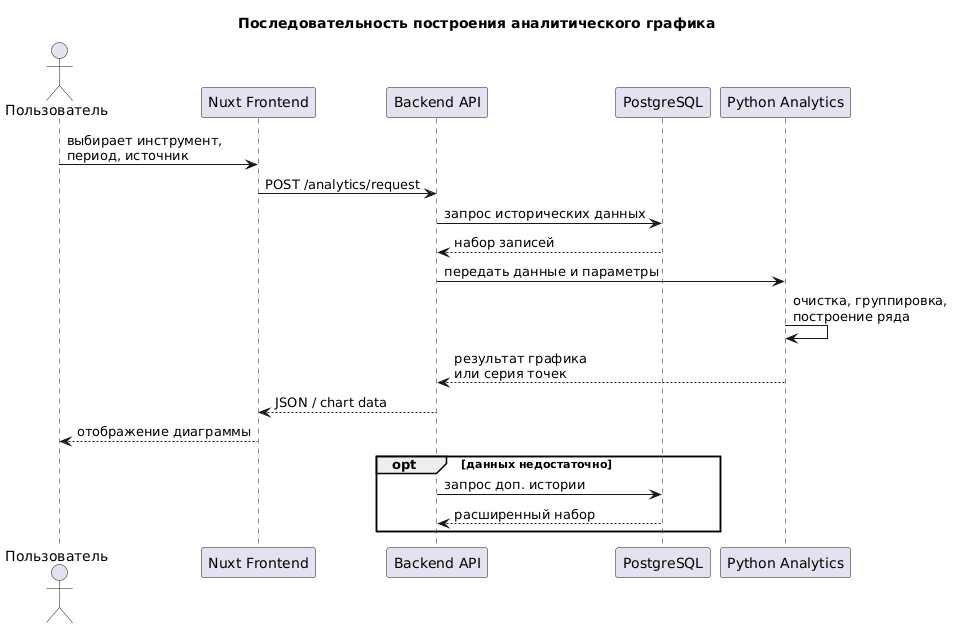 Последовательность построения аналитического графика
Пользователь
Nuxt Frontend
Backend API
PostgreSQL
Python Analytics
выбирает инструмент,
период, источник
POST /analytics/request
запрос исторических данных
набор записей
передать данные и параметры
очистка, группировка,
построение ряда
результат графика
или серия точек
JSON / chart data
отображение диаграммы
opt
[данных недостаточно]
запрос доп. истории
расширенный набор
Пользователь
Nuxt Frontend
Backend API
PostgreSQL
Python Analytics